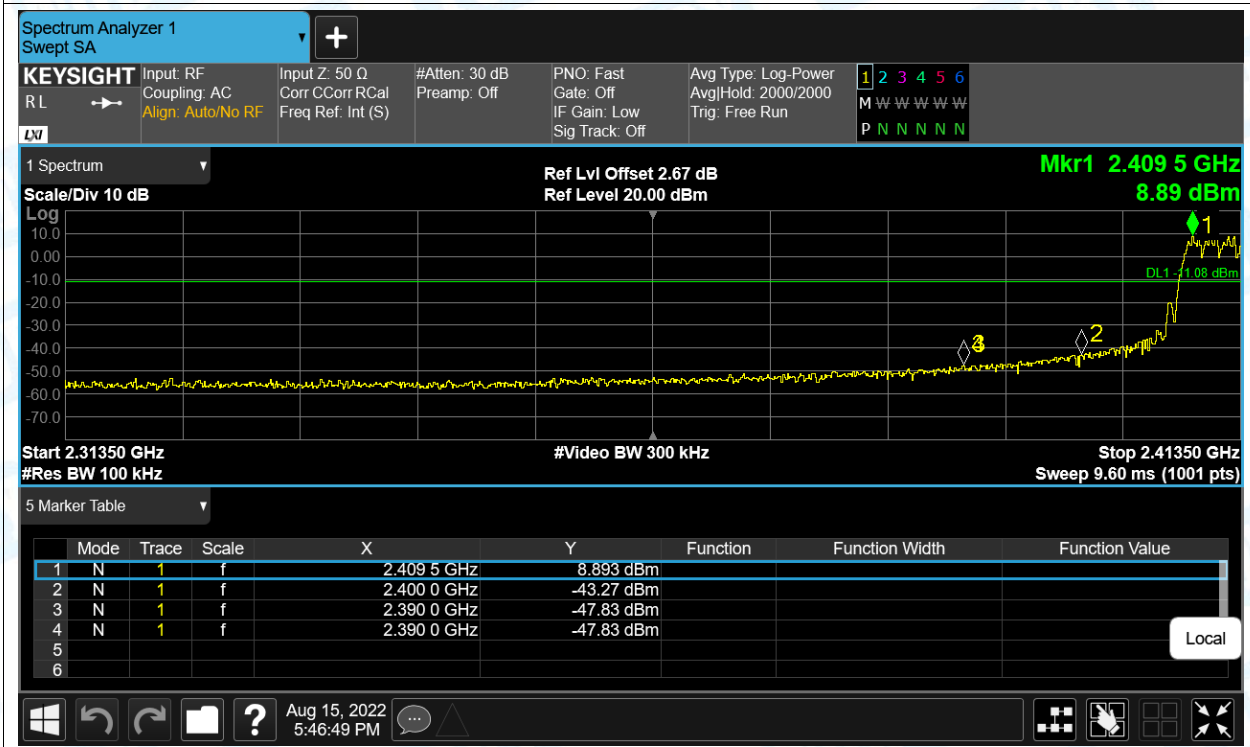 Spectrum Analyzer 1
Swept SA
KEYSIGHT Input: RF Input Z: 50 Ω #Atten: 30 dB PNO: Fast Avg Type: Log-Power 1 2 3 4 5 6
RL Coupling: AC Corr CCorr RCal Preamp: Off Gate: Off Avg|Hold: 2000/2000 M W W W W W
Align: Auto/No RF Freq Ref: Int (S) IF Gain: Low Trig: Free Run
LXI Sig Track: Off P N N N N N
1 Spectrum Ref Lvl Offset 2.67 dB Mkr1 2.409 5 GHz
Scale/Div 10 dB Ref Level 20.00 dBm 8.89 dBm
Log
1
10.0
0.00
DL1 -11.08 dBm
-10.0
-20.0
-30.0
2
-40.0
-50.0
-60.0
-70.0
Start 2.31350 GHz #Video BW 300 kHz Stop 2.41350 GHz
#Res BW 100 kHz Sweep 9.60 ms (1001 pts)
5 Marker Table
Mode Trace Scale X Y Function Function Width Function Value
1 N 1 f 2.409 5 GHz 8.893 dBm
2 N 1 f 2.400 0 GHz -43.27 dBm
3 N 1 f 2.390 0 GHz -47.83 dBm
4 N 1 f 2.390 0 GHz -47.83 dBm
5
6
Local
? Aug 15, 2022
5:46:49 PM